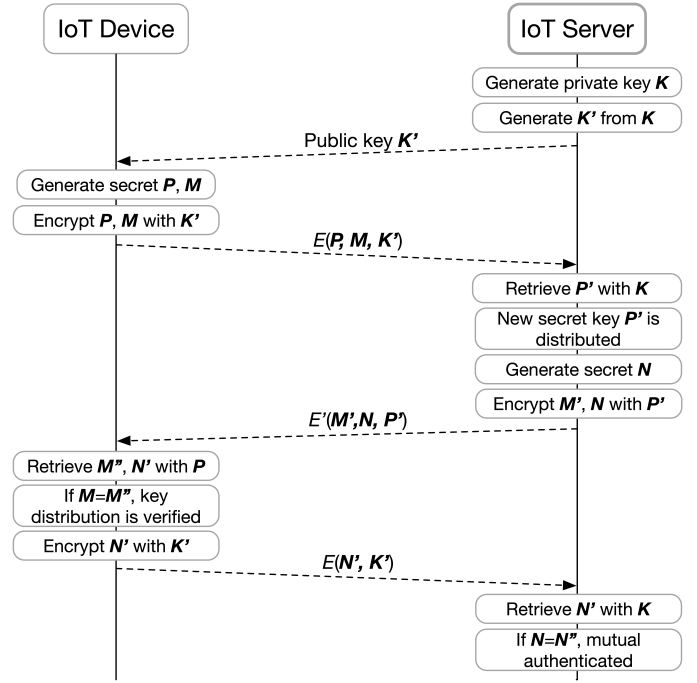 IoT Device
IoT Server
Generate private key K
Generate K' from K
Public key K'
Generate secret P, M
Encrypt P, M with K'
E(P, M, K')
Retrieve P' with K
New secret key P' is
distributed
Generate secret N
Encrypt M', N with P'
E'(M',N, P')
Retrieve M”, N' with P
If M=M”, key
distribution is verified
Encrypt N' with K'
E(N', K')
Retrieve N' with K
If N=N”, mutual
authenticated